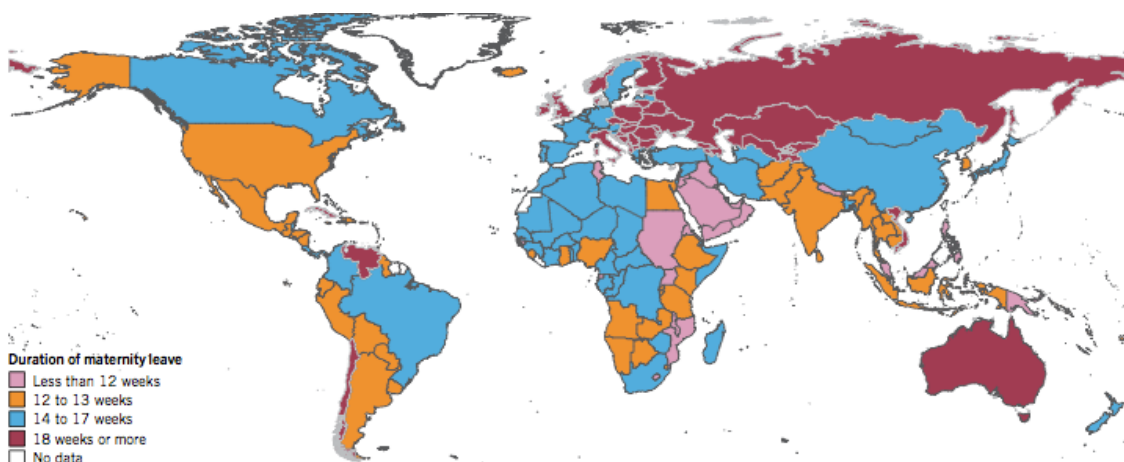 Duration of maternity leave
Less than 12 weeks
12 to 13 weeks
14 to 17 weeks
18 weeks or more
No data